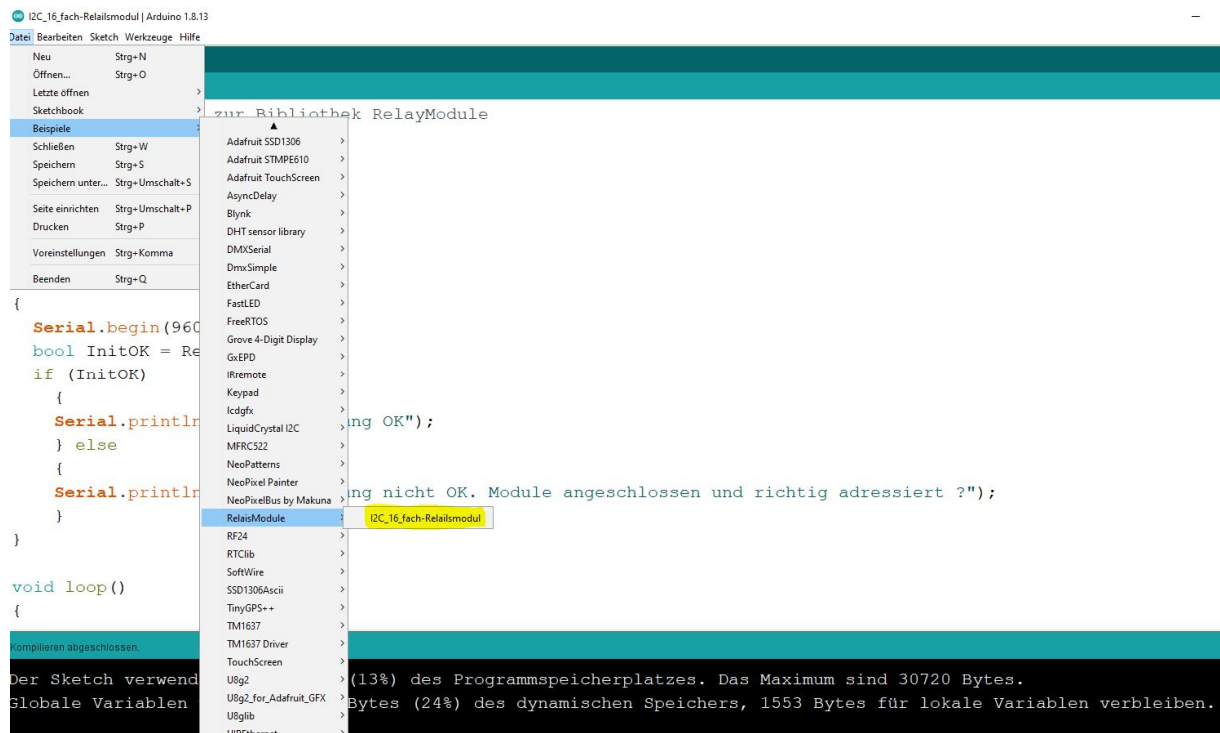 I2C_16_fach-Relailsmodul | Arduino 1.8.13
Datei Bearbeiten Sketch Werkzeuge Hilfe
Neu Strg+N
Öffnen... Strg+O
Letzte öffnen
Sketchbook
Beispiele
Schließen Strg+W
Speichern Strg+S
Speichern unter... Strg+Umschalt+S
Seite einrichten Strg+Umschalt+P
Drucken Strg+P
Voreinstellungen Strg+Komma
Beenden Strg+Q
Adafruit SSD1306
Adafruit STMPE610
Adafruit TouchScreen
AsyncDelay
Blynk
DHT sensor library
DMXSerial
DmxSimple
EtherCard
FastLED
FreeRTOS
Grove 4-Digit Display
GxEPD
IRremote
Keypad
lcdgfx
LiquidCrystal I2C
MFRC522
NeoPatterns
NeoPixel Painter
NeoPixelBus by Makuna
RelaisModule
RF24
RTClib
SoftWire
SSD1306Ascii
TinyGPS++
TM1637
TM1637 Driver
TouchScreen
U8g2
U8g2_for_Adafruit_GFX
U8glib
UIPEthernet
I2C_16_fach-Relailsmodul
zur Bibliothek RelayModule
{
Serial.begin(960
bool InitOK = Re
if (InitOK)
{
Serial.println ung OK");
} else
{
Serial.println ung nicht OK. Module angeschlossen und richtig adressiert ?");
}
}
void loop()
{
Kompilieren abgeschlossen.
Der Sketch verwend (13%) des Programmspeicherplatzes. Das Maximum sind 30720 Bytes.
Globale Variablen Bytes (24%) des dynamischen Speichers, 1553 Bytes für lokale Variablen verbleiben.